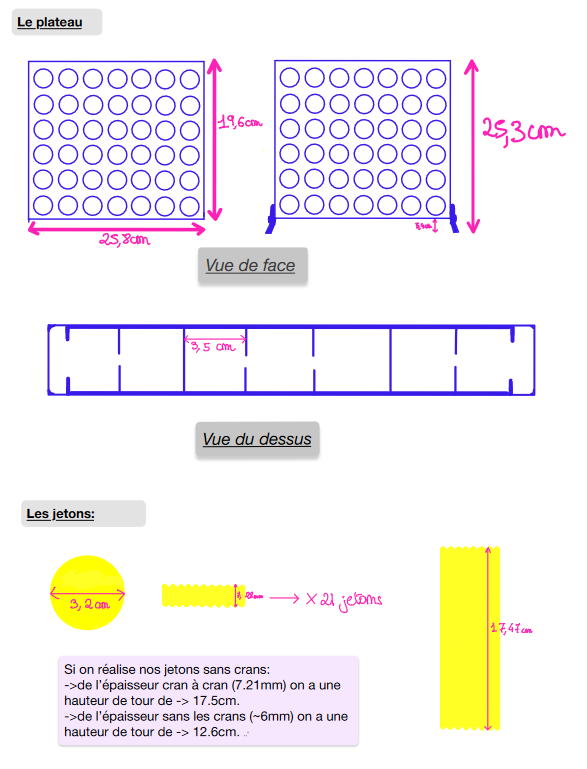 Le plateau
19,6cm
25,8cm
25,3cm
Vue de face
3,5 cm
Vue du dessus
Les jetons:
3,2cm
X 21 jetons
17,47cm
Si on réalise nos jetons sans crans:
->de l'épaisseur cran à cran (7.21mm) on a une
hauteur de tour de -> 17.5cm.
->de l'épaisseur sans les crans (~6mm) on a une
hauteur de tour de -> 12.6cm.